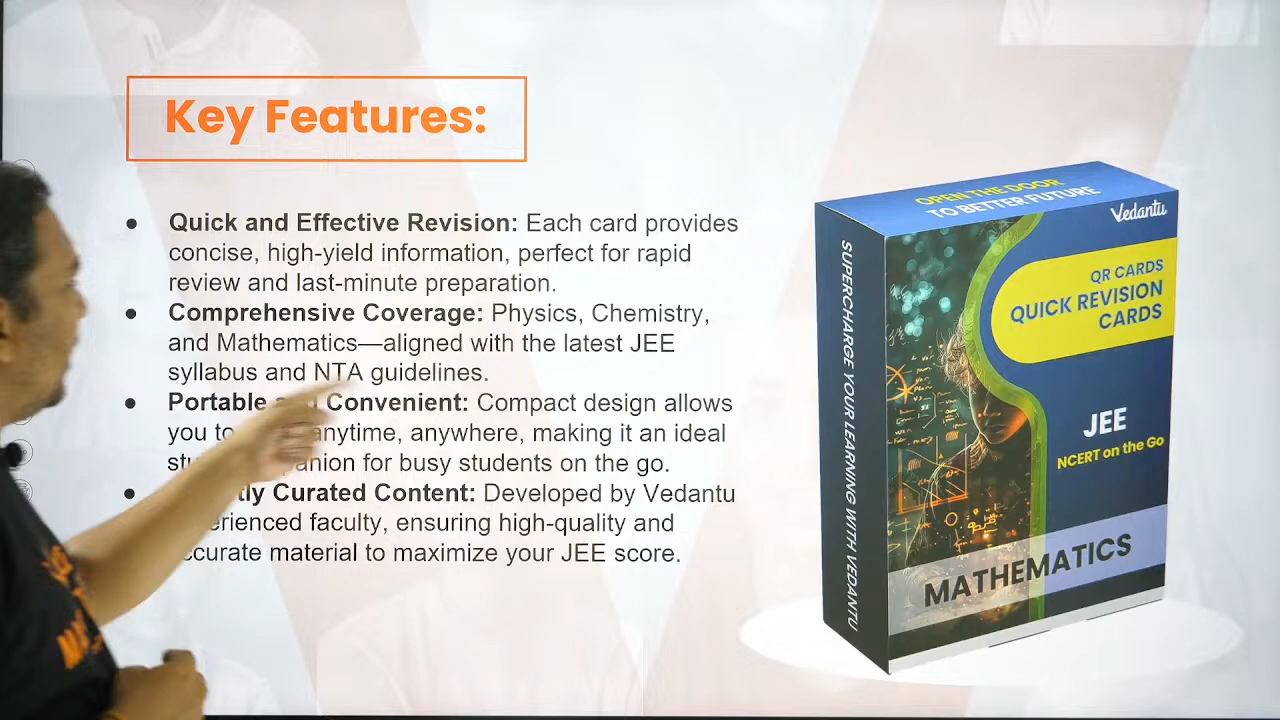 Key Features:
● Quick and Effective Revision: Each card provides
concise, high-yield information, perfect for rapid
review and last-minute preparation.
● Comprehensive Coverage: Physics, Chemistry,
and Mathematics—aligned with the latest JEE
syllabus and NTA guidelines.
● Portable Convenient: Compact design allows
you anytime, anywhere, making it an ideal
for busy students on the go.
● Curated Content: Developed by Vedantu
faculty, ensuring high-quality and
material to maximize your JEE score.
OPEN THE DOOR
TO BETTER FUTURE
SUPERCHARGE YOUR LEARNING WITH VEDANTU
Vedantu
QR CARDS
QUICK REVISION
CARDS
JEE
NCERT on the Go
MATHEMATICS